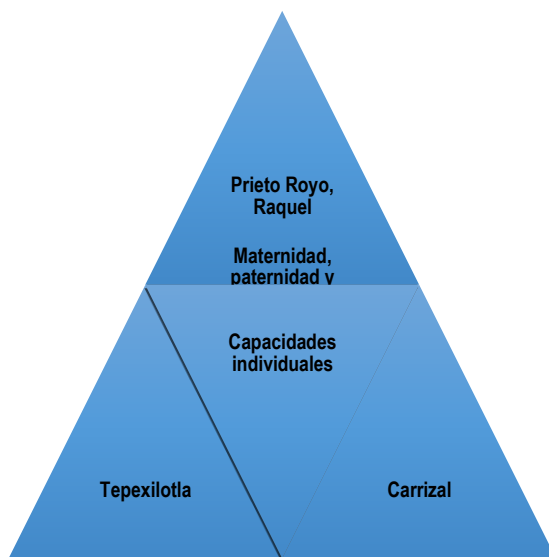 Prieto Royo,
Raquel
Maternidad,
paternidad y
Capacidades
individuales
Tepexilotla
Carrizal